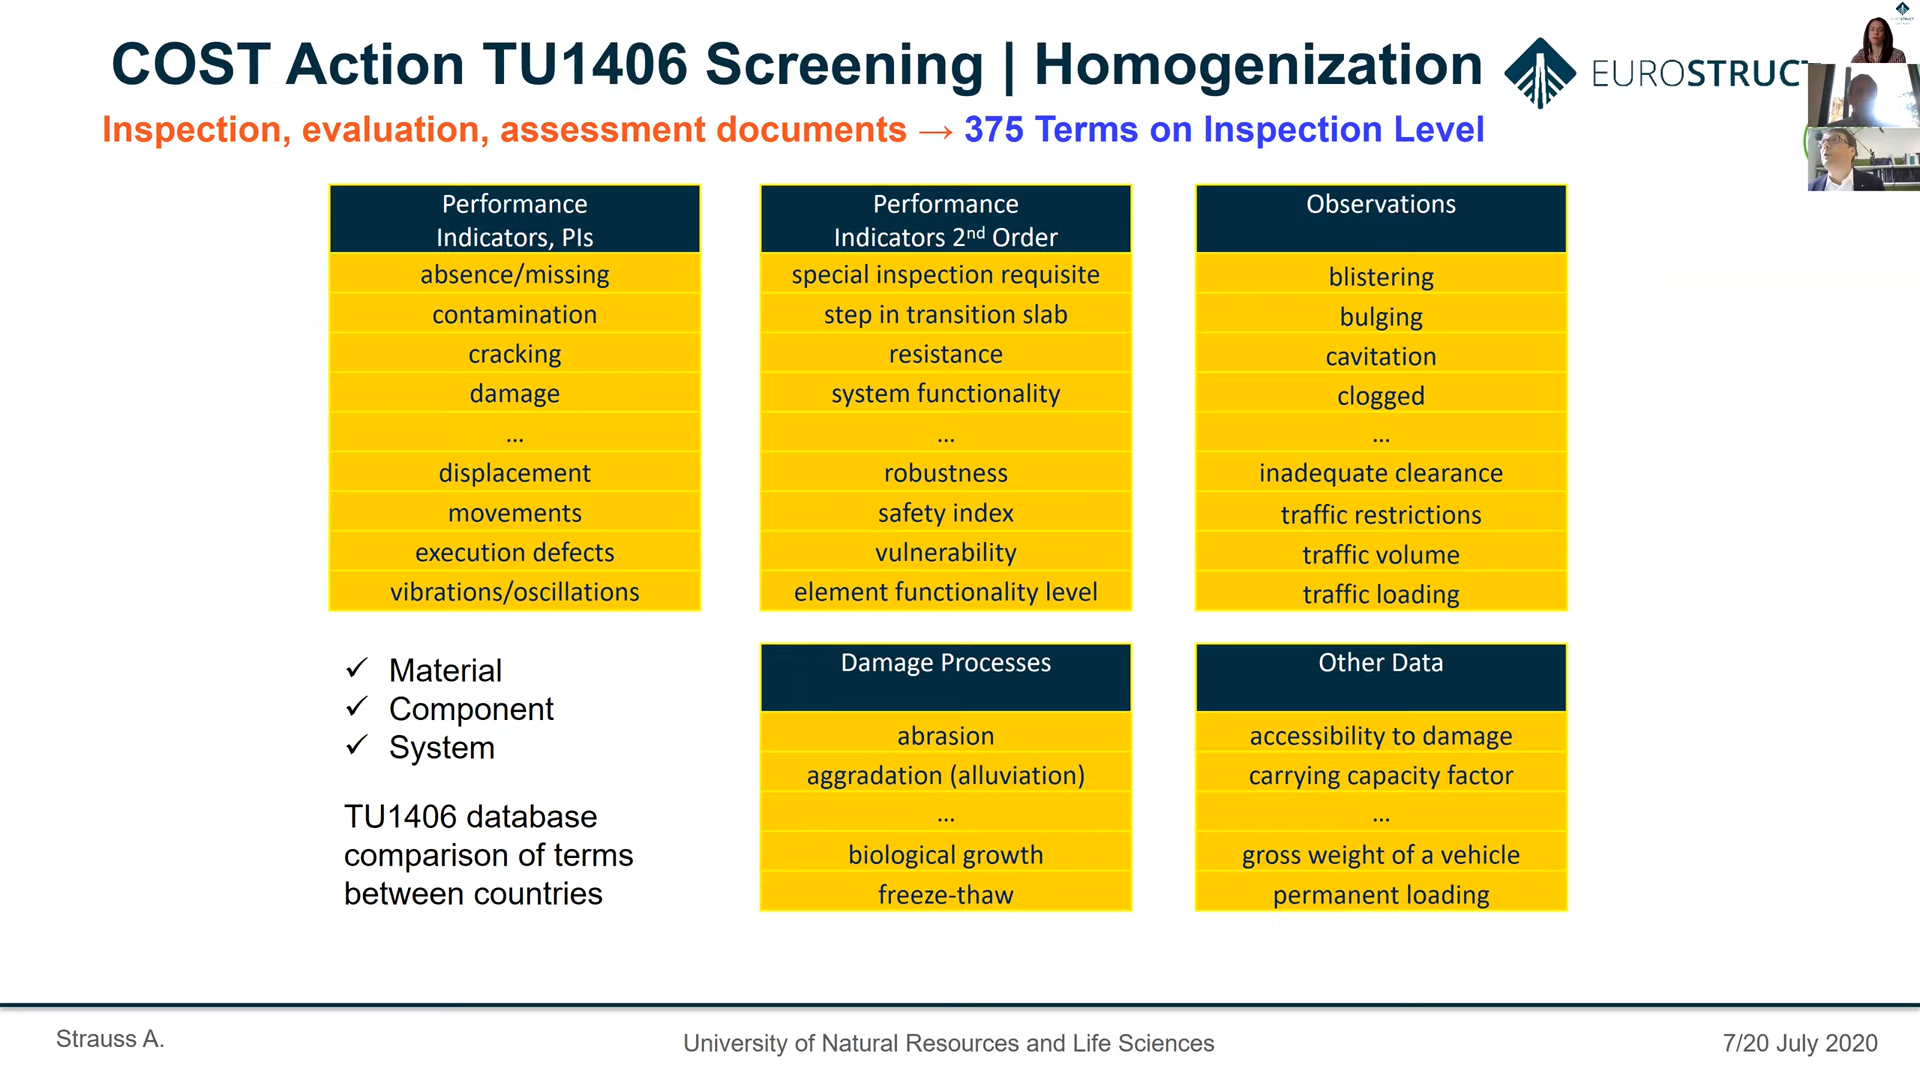 COST Action TU1406 Screening | Homogenization
EUROSTRUCT
Inspection, evaluation, assessment documents → 375 Terms on Inspection Level
Performance
Indicators, PIs
absence/missing
contamination
cracking
damage
...
displacement
movements
execution defects
vibrations/oscillations
Performance
Indicators 2nd Order
special inspection requisite
step in transition slab
resistance
system functionality
...
robustness
safety index
vulnerability
element functionality level
Observations
blistering
bulging
cavitation
clogged
...
inadequate clearance
traffic restrictions
traffic volume
traffic loading
✓ Material
✓ Component
✓ System
TU1406 database
comparison of terms
between countries
Damage Processes
abrasion
aggradation (alluviation)
...
biological growth
freeze-thaw
Other Data
accessibility to damage
carrying capacity factor
...
gross weight of a vehicle
permanent loading
Strauss A.
University of Natural Resources and Life Sciences
7/20 July 2020